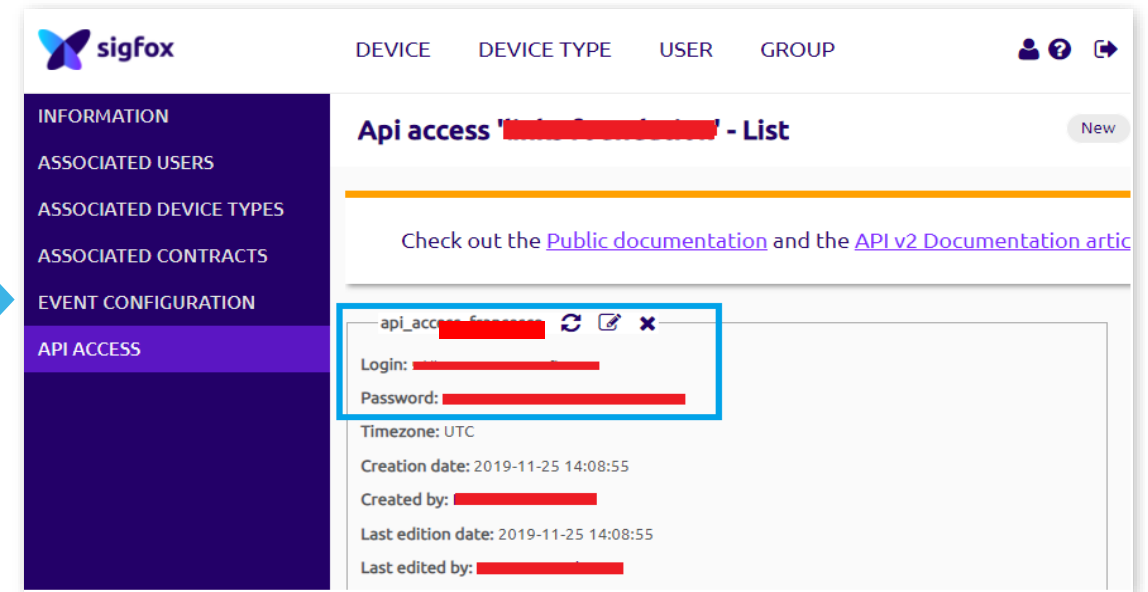 sigfox
DEVICE DEVICE TYPE USER GROUP
INFORMATION
ASSOCIATED USERS
ASSOCIATED DEVICE TYPES
ASSOCIATED CONTRACTS
EVENT CONFIGURATION
API ACCESS
Api access ' ' - List
New
Check out the Public documentation and the API v2 Documentation artic
Login:
Password:
Timezone: UTC
Creation date: 2019-11-25 14:08:55
Created by:
Last edition date: 2019-11-25 14:08:55
Last edited by: